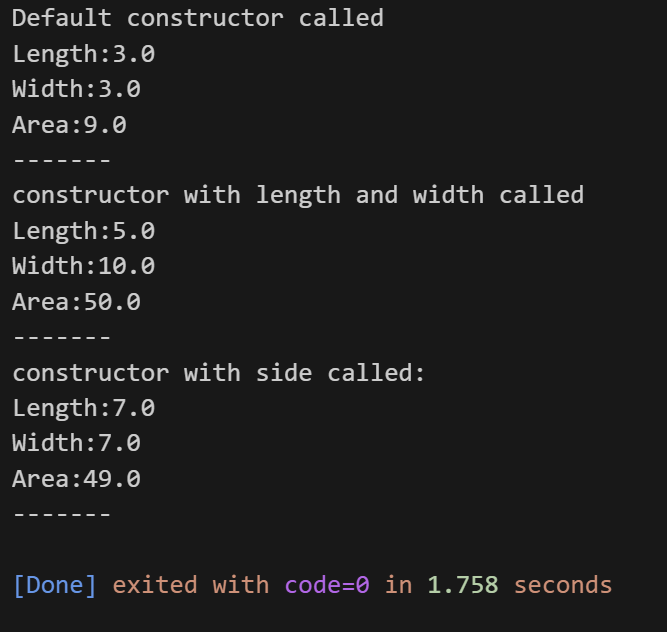 Default constructor called
Length:3.0
Width:3.0
Area:9.0
-------
constructor with length and width called
Length:5.0
Width:10.0
Area:50.0
-------
constructor with side called:
Length:7.0
Width:7.0
Area:49.0
-------
[Done] exited with code=0 in 1.758 seconds